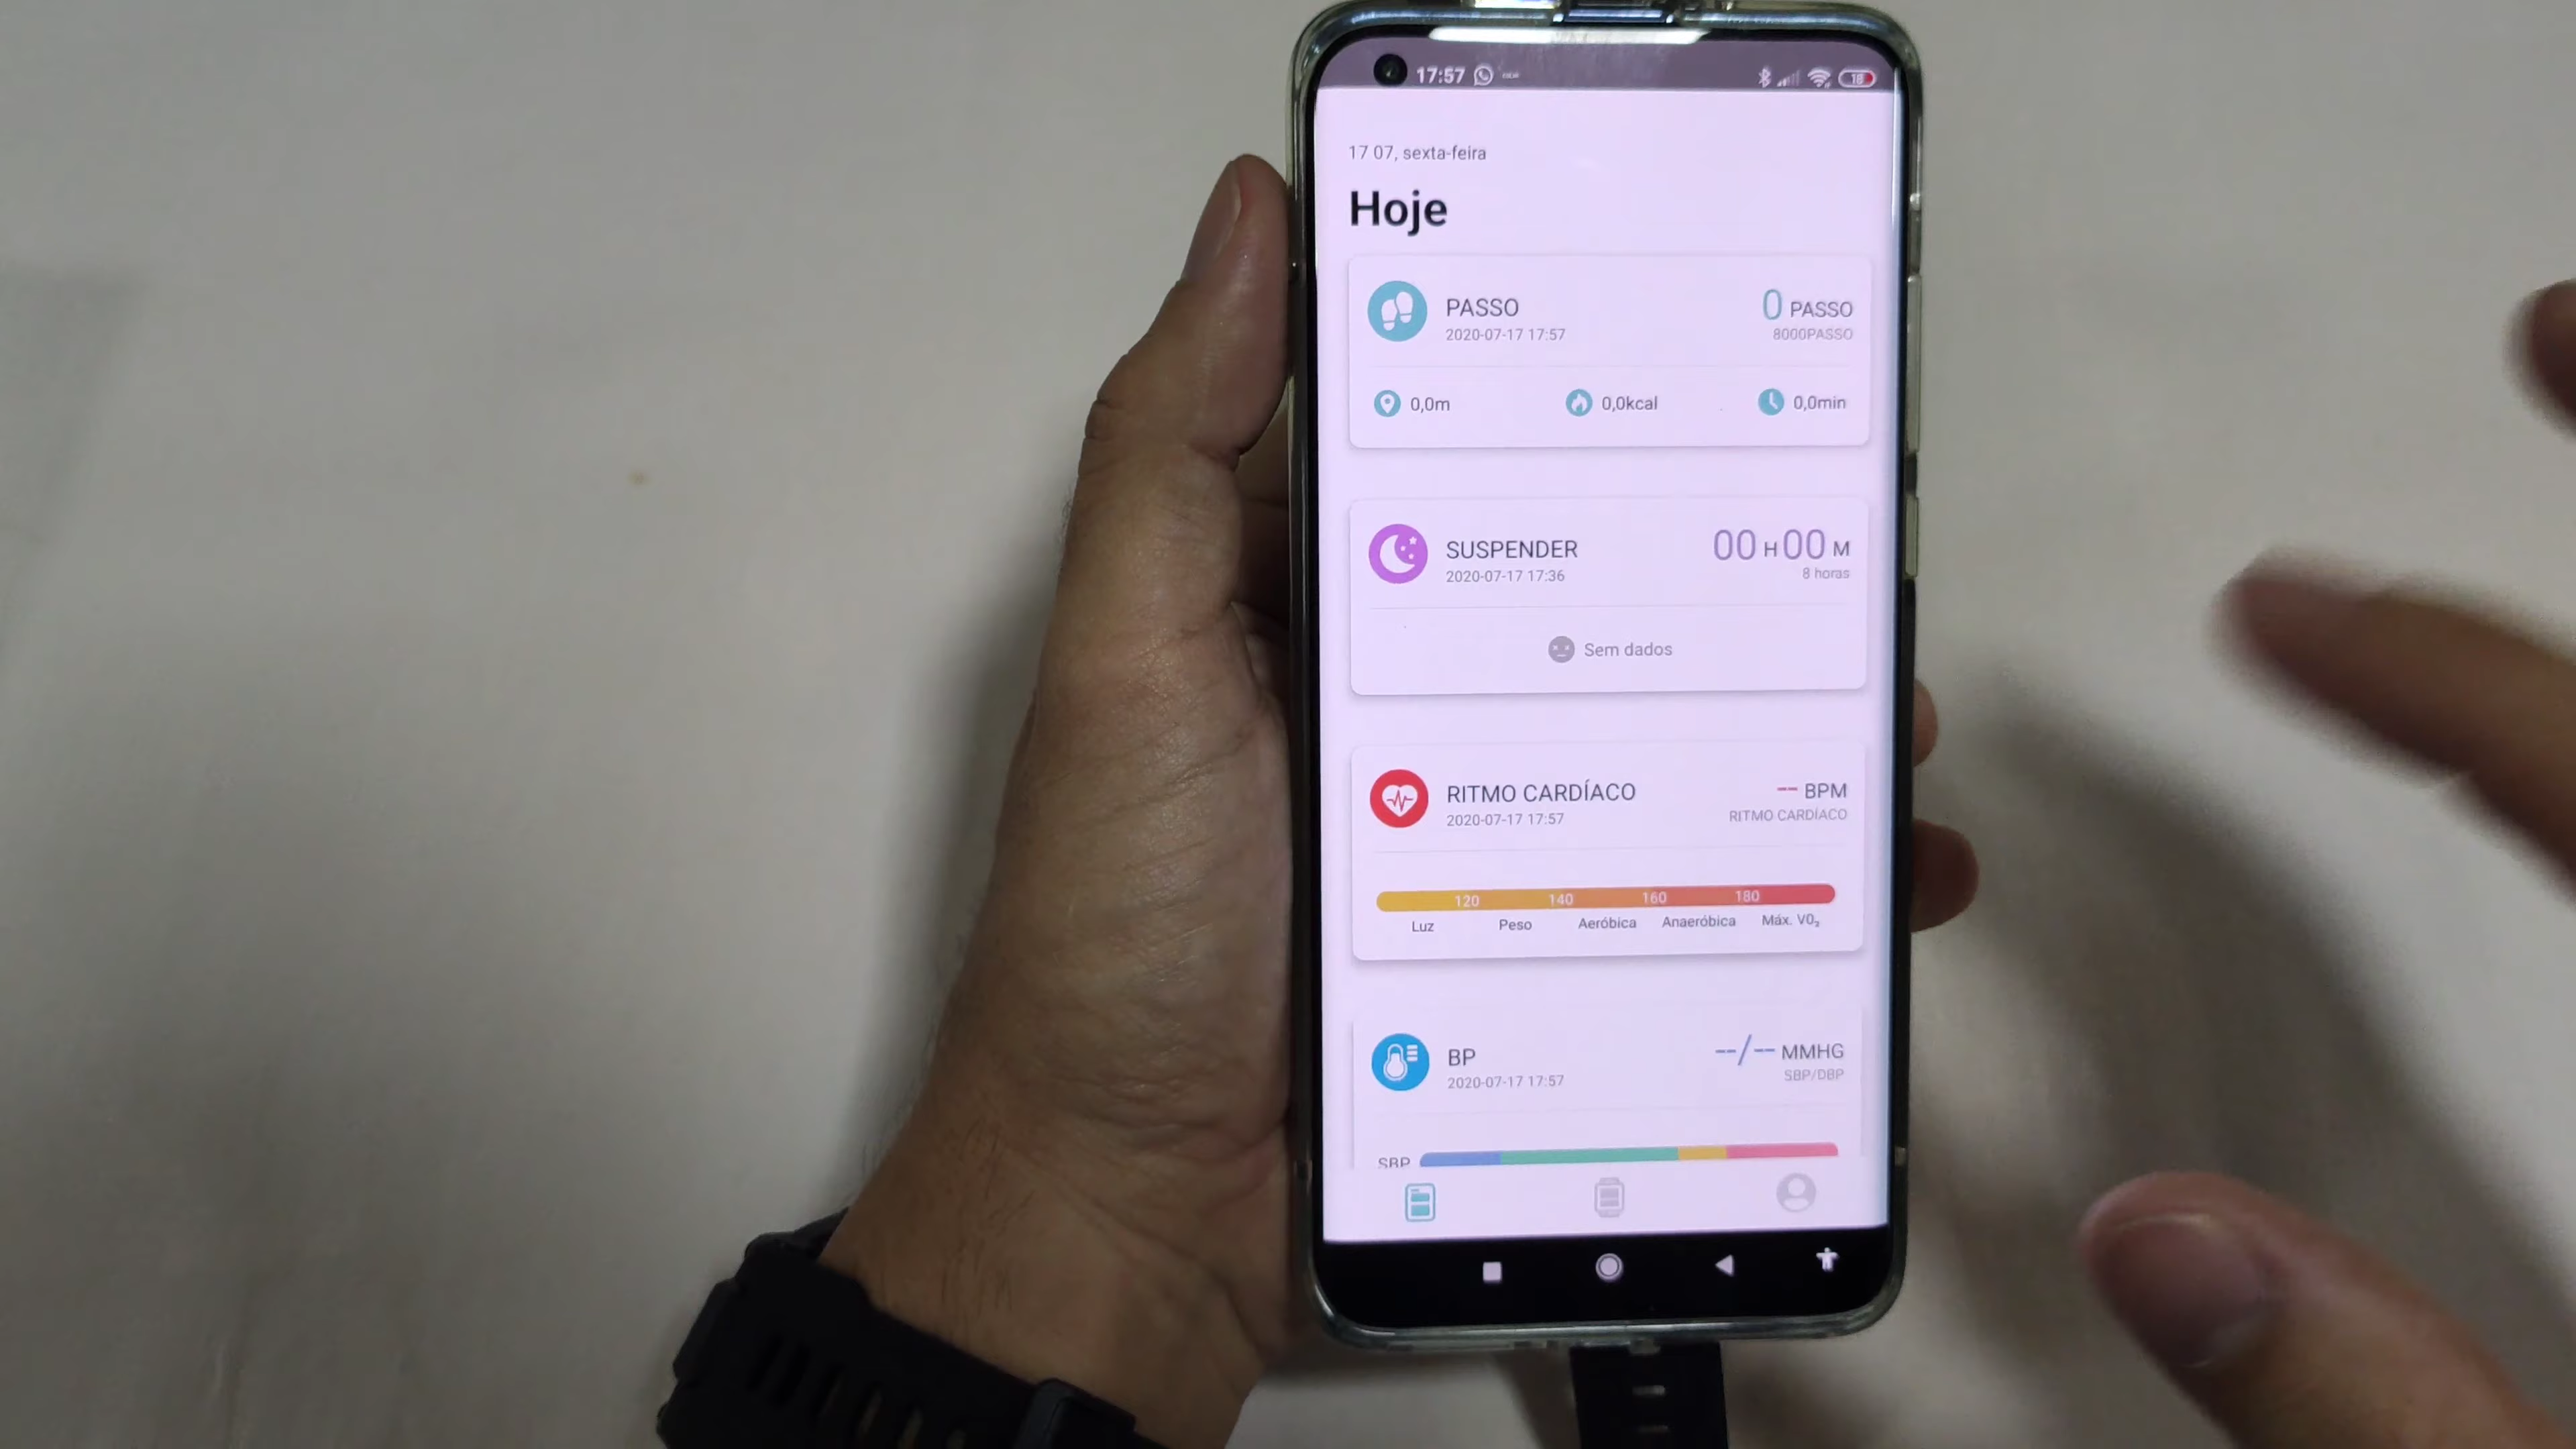 17:57
18
17 07, sexta-feira
Hoje
PASSO
0 PASSO
2020-07-17 17:57
8000PASSO
0,0m
0,0kcal
0,0min
SUSPENDER
00 H 00 M
2020-07-17 17:36
8 horas
Sem dados
RITMO CARDÍACO
-- BPM
2020-07-17 17:57
RITMO CARDÍACO
120 140 160 180
Luz Peso Aeróbica Anaeróbica Máx. VO₂
BP
--/-- MMHG
2020-07-17 17:57
SBP/DBP
SBP